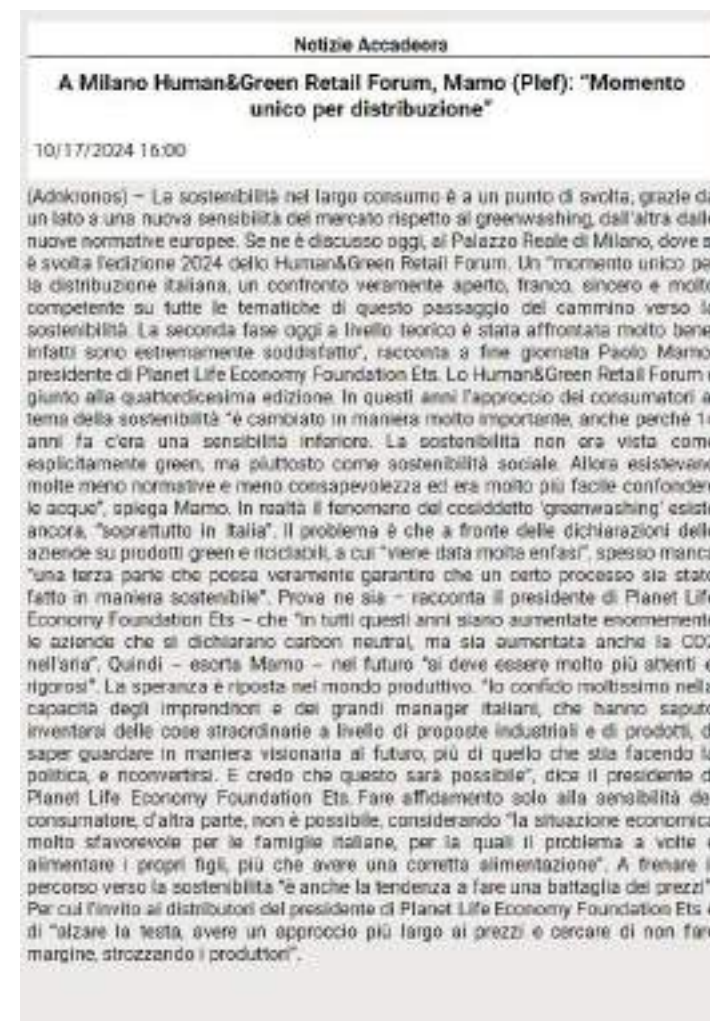 Notizie Accadeora
A Milano Human&Green Retail Forum, Mamo (Plef): “Momento
unico per distribuzione”
10/17/2024 16:00
(Adnkronos) – La sostenibilità nel largo consumo è a un punto di svolta, grazie da
un lato a una nuova sensibilità del mercato rispetto al greenwashing, dall'altra dalle
nuove normative europee. Se ne è discusso oggi, al Palazzo Reale di Milano, dove s
è svolta l'edizione 2024 dello Human&Green Retail Forum. Un “momento unico per
la distribuzione italiana, un confronto veramente aperto, franco, sincero e molto
competente su tutte le tematiche di questo passaggio del cammino verso la
sostenibilità. La seconda fase oggi a livello teorico è stata affrontata molto bene,
infatti sono estremamente soddisfatto”, racconta a fine giornata Paolo Mamo,
presidente di Planet Life Economy Foundation Ets. Lo Human&Green Retail Forum è
giunto alla quattordicesima edizione. In questi anni l'approccio dei consumatori al
tema della sostenibilità “è cambiato in maniera molto importante, anche perché 14
anni fa c'era una sensibilità inferiore. La sostenibilità non era vista come
esplicitamente green, ma piuttosto come sostenibilità sociale. Allora esistevano
molte meno normative e meno consapevolezza ed era molto più facile confondere
le acque”, spiega Mamo. In realtà il fenomeno del cosiddetto 'greenwashing' esiste
ancora, “soprattutto in Italia”. Il problema è che a fronte delle dichiarazioni delle
aziende su prodotti green e riciclabili, a cui “viene data molta enfasi”, spesso manca
“una terza parte che possa veramente garantire che un certo processo sia stato
fatto in maniera sostenibile”. Prova ne sia – racconta il presidente di Planet Life
Economy Foundation Ets – che “in tutti questi anni siano aumentate enormemente
le aziende che si dichiarano carbon neutral, ma sia aumentata anche la CO2
nell'aria”. Quindi – esorta Mamo – nel futuro “si deve essere molto più attenti e
rigorosi”. La speranza è riposta nel mondo produttivo. “Io confido moltissimo nella
capacità degli imprenditori e dei grandi manager italiani, che hanno saputo
inventarsi delle cose straordinarie a livello di proposte industriali e di prodotti, di
saper guardare in maniera visionaria al futuro, più di quello che stia facendo la
politica, e riconvertirsi. E credo che questo sarà possibile”, dice il presidente di
Planet Life Economy Foundation Ets. Fare affidamento solo alla sensibilità del
consumatore, d'altra parte, non è possibile, considerando “la situazione economica
molto sfavorevole per le famiglie italiane, per la quali il problema a volte è
alimentare i propri figli, più che avere una corretta alimentazione”. A frenare il
percorso verso la sostenibilità “è anche la tendenza a fare una battaglia dei prezzi”.
Per cui l'invito ai distributori del presidente di Planet Life Economy Foundation Ets è
di “alzare la testa, avere un approccio più largo ai prezzi e cercare di non fare
margine, strozzando i produttori”.